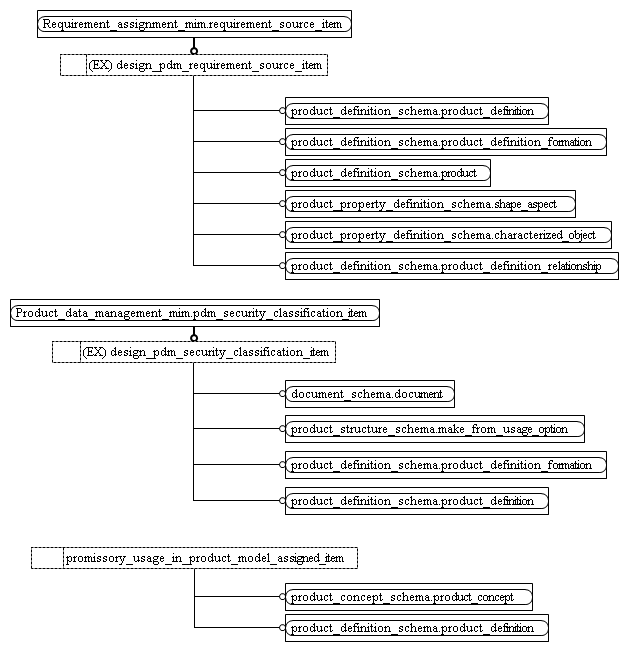 Requirement_assignment_mim.requirement_source_item
(EX) design_pdm_requirement_source_item
product_definition_schema.product_definition
product_definition_schema.product_definition_formation
product_definition_schema.product
product_property_definition_schema.shape_aspect
product_property_definition_schema.characterized_object
product_definition_schema.product_definition_relationship
Product_data_management_mim.pdm_security_classification_item
(EX) design_pdm_security_classification_item
document_schema.document
product_structure_schema.make_from_usage_option
product_definition_schema.product_definition_formation
product_definition_schema.product_definition
promissory_usage_in_product_model_assigned_item
product_concept_schema.product_concept
product_definition_schema.product_definition